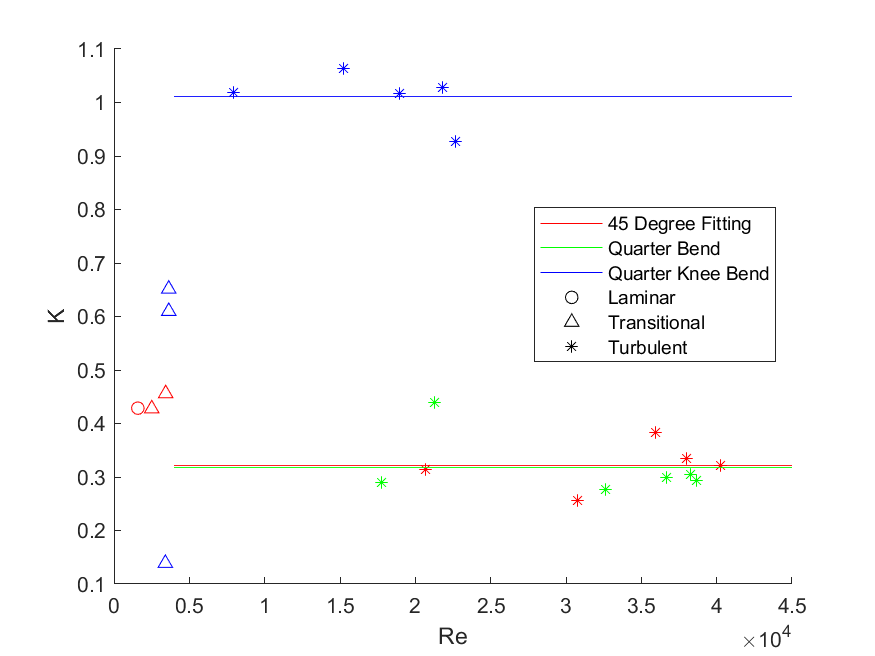 1.1
1
0.9
0.8
0.7
0.6
0.5
0.4
0.3
0.2
0.1
K
45 Degree Fitting
Quarter Bend
Quarter Knee Bend
Laminar
Transitional
Turbulent
0 0.5 1 1.5 2 2.5 3 3.5 4 4.5
Re
×10⁴